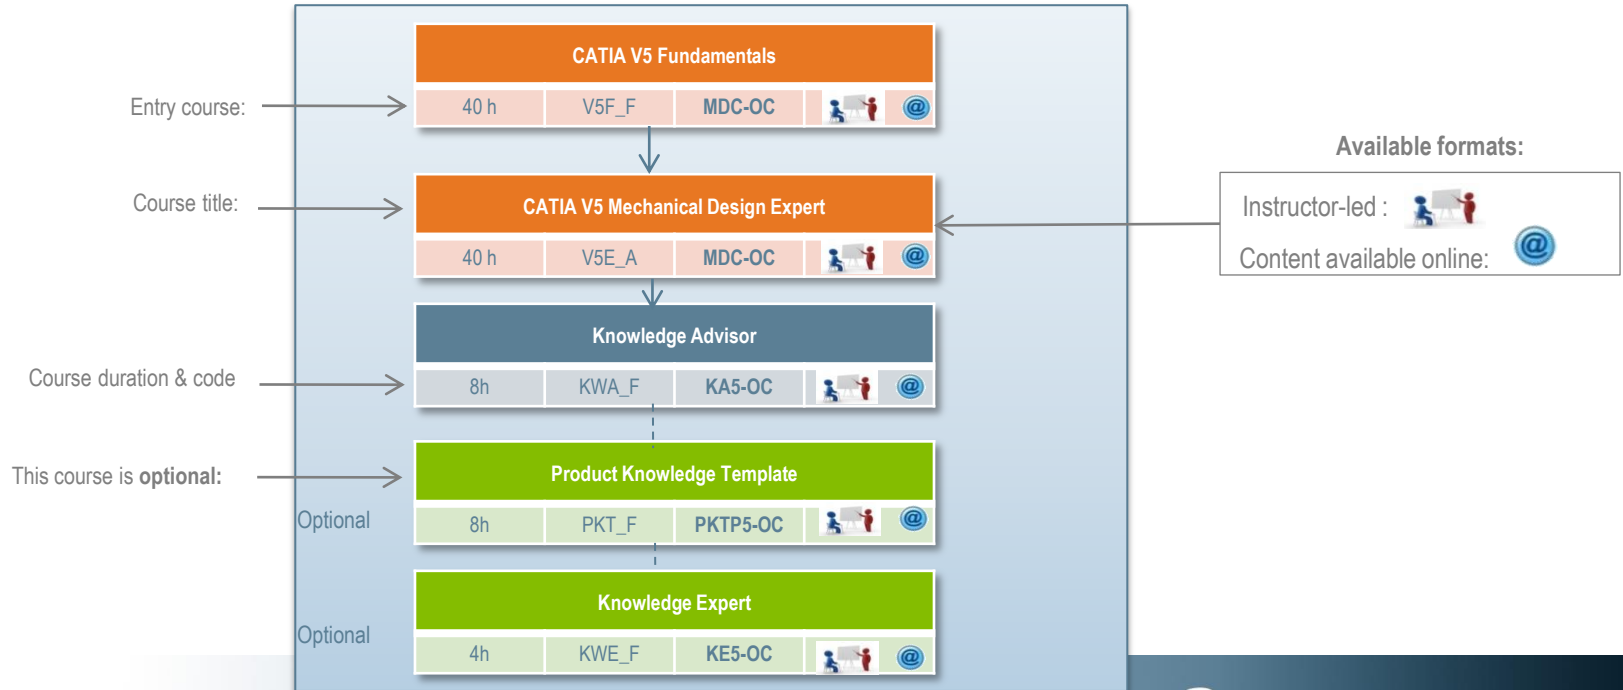 CATIA V5 Fundamentals
Entry course:
40 h V5F_F MDC-OC @
Available formats:
Course title:
CATIA V5 Mechanical Design Expert
Instructor-led :
40 h V5E_A MDC-OC @
Content available online: @
Knowledge Advisor
Course duration & code
8h KWA_F KA5-OC @
This course is optional:
Product Knowledge Template
Optional
8h PKT_F PKTP5-OC @
Knowledge Expert
Optional
4h KWE_F KE5-OC @